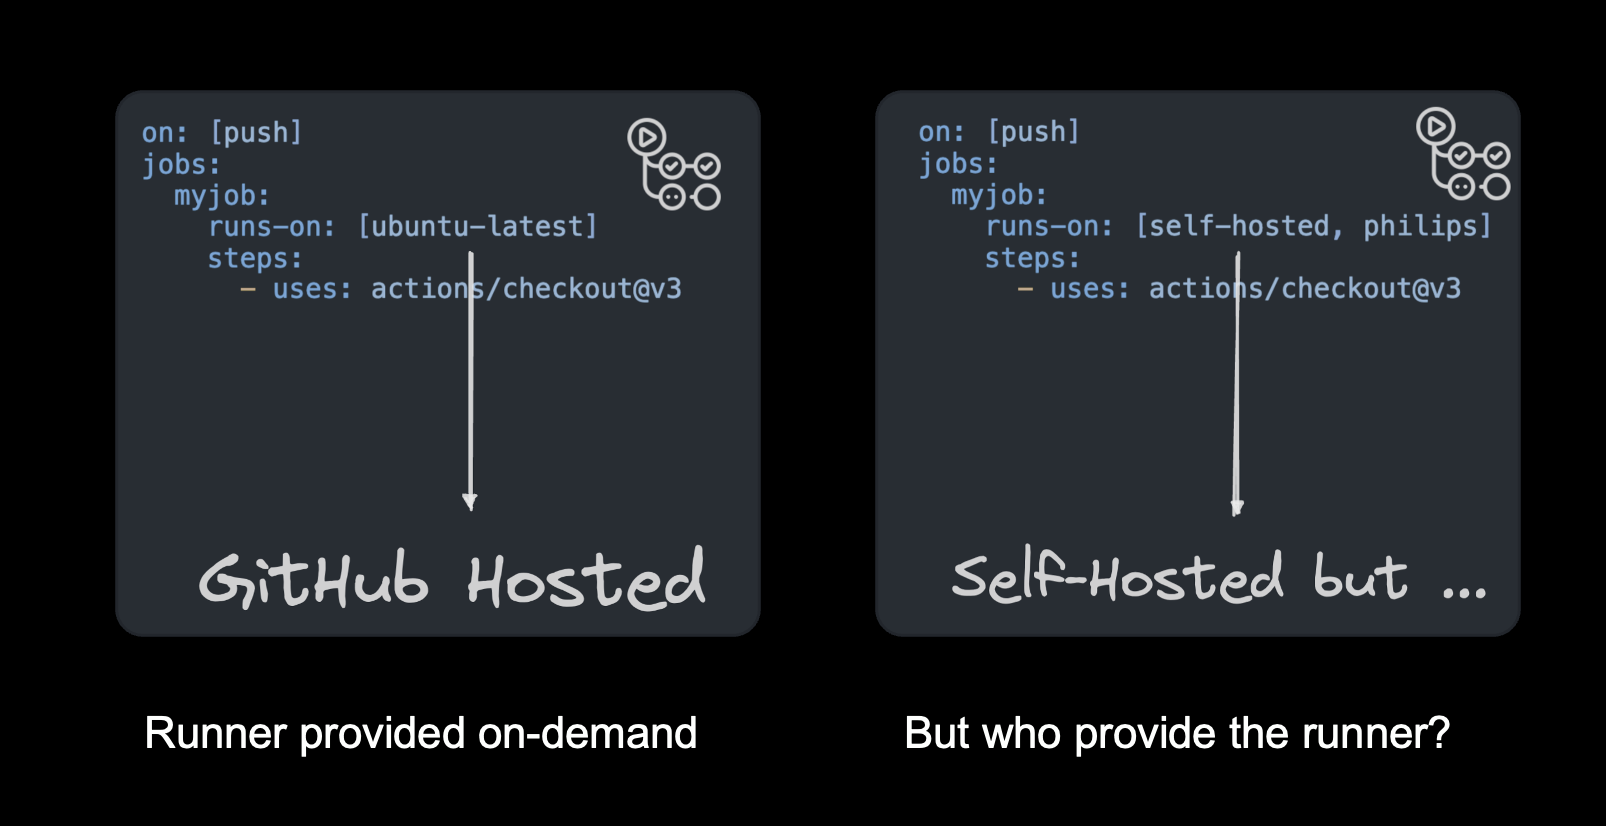 on: [push]
jobs:
  myjob:
    runs-on: [ubuntu-latest]
    steps:
      - uses: actions/checkout@v3
GitHub Hosted
Runner provided on-demand
on: [push]
jobs:
  myjob:
    runs-on: [self-hosted, philips]
    steps:
      - uses: actions/checkout@v3
Self-Hosted but ...
But who provide the runner?